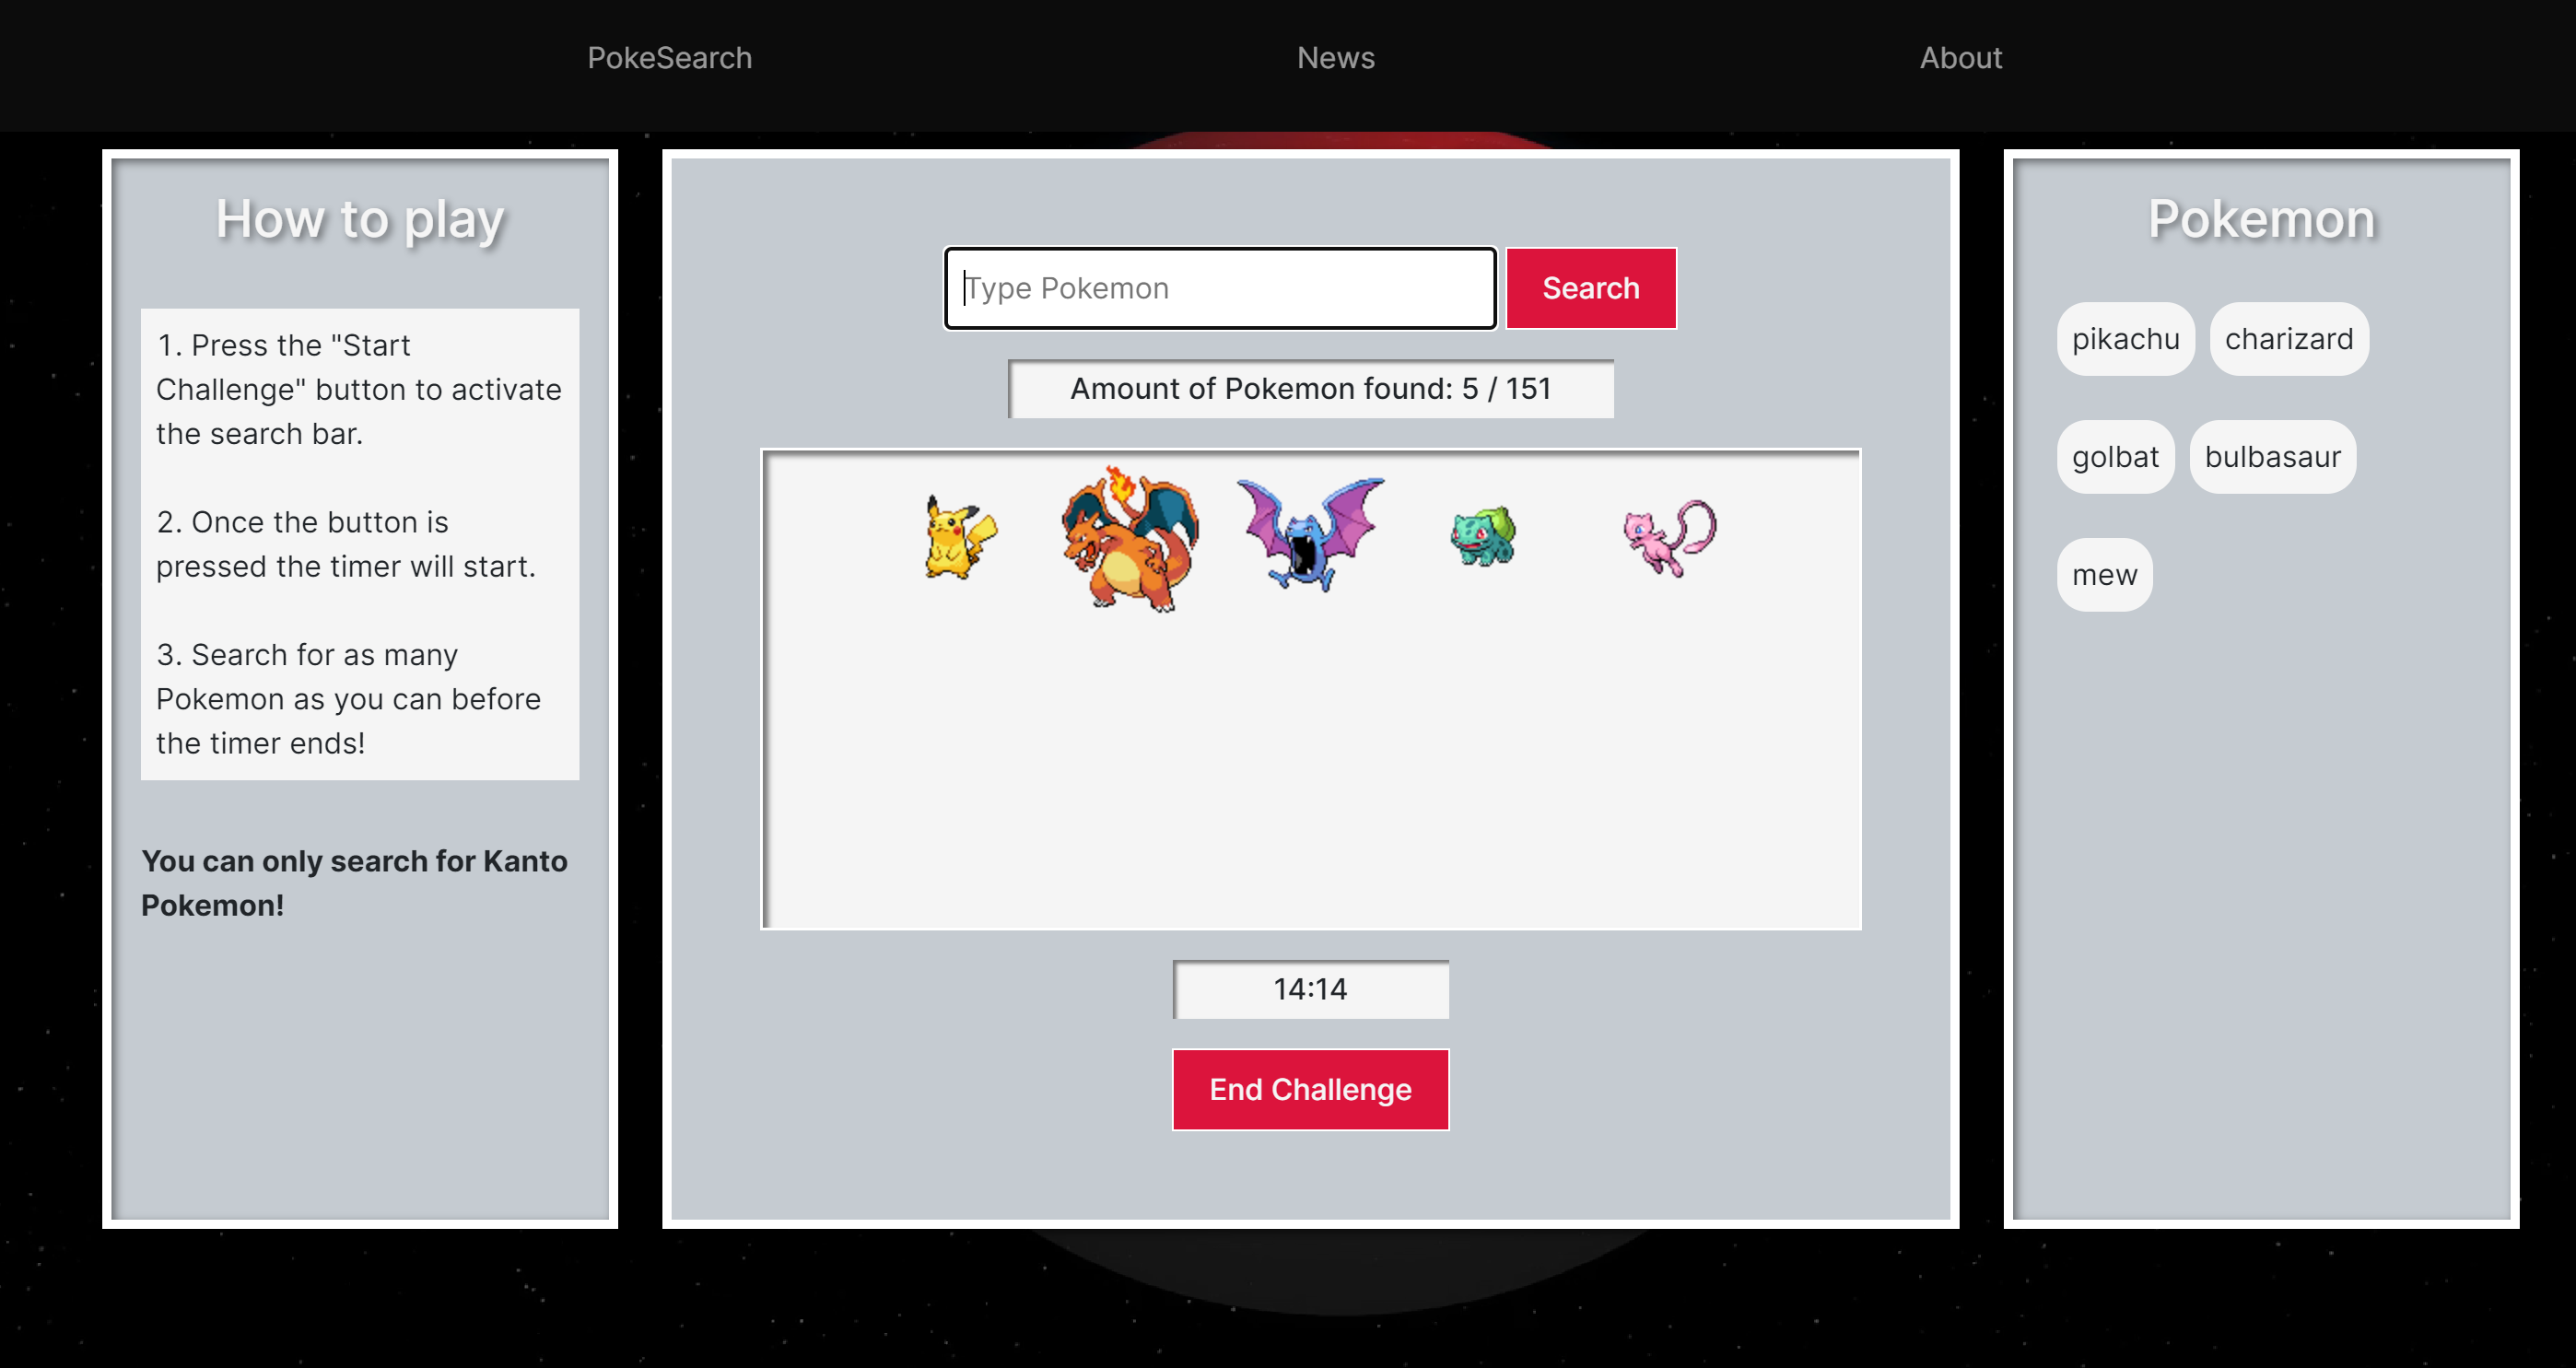 PokeSearch
News
About
How to play
1. Press the "Start
Challenge" button to activate
the search bar.
2. Once the button is
pressed the timer will start.
3. Search for as many
Pokemon as you can before
the timer ends!
You can only search for Kanto
Pokemon!
Type Pokemon
Search
Amount of Pokemon found: 5 / 151
14:14
End Challenge
Pokemon
pikachu charizard
golbat bulbasaur
mew